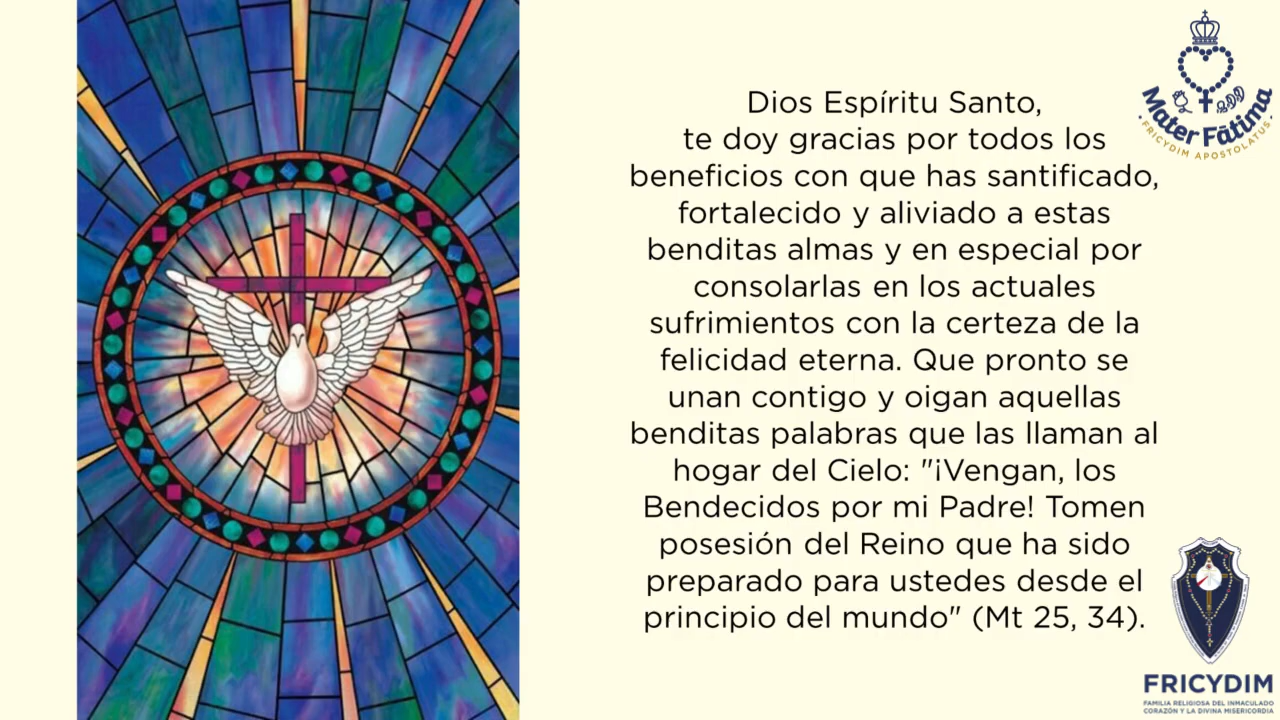 Dios Espíritu Santo,
te doy gracias por todos los
beneficios con que has santificado,
fortalecido y aliviado a estas
benditas almas y en especial por
consolarlas en los actuales
sufrimientos con la certeza de la
felicidad eterna. Que pronto se
unan contigo y oigan aquellas
benditas palabras que las llaman al
hogar del Cielo: "¡Vengan, los
Bendecidos por mi Padre! Tomen
posesión del Reino que ha sido
preparado para ustedes desde el
principio del mundo" (Mt 25, 34).
Mater Fátima
· FRICYDIM APOSTOLATUS ·
FRICYDIM
FAMILIA RELIGIOSA DEL INMACULADO
CORAZÓN Y LA DIVINA MISERICORDIA